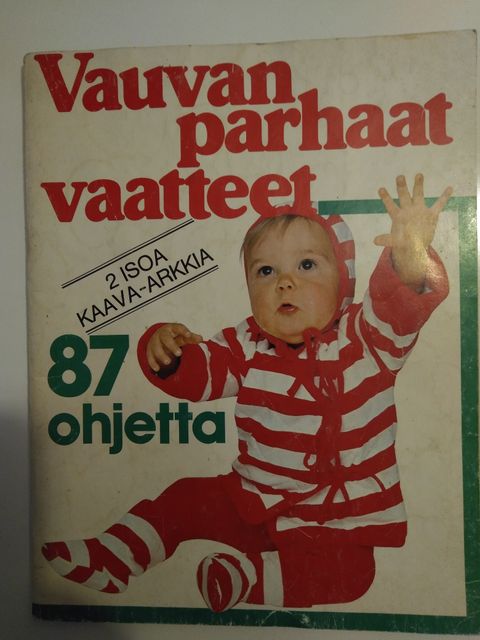 Vauvan
parhaat
vaatteet
2 ISOA
KAAVA-ARKKIA
87
ohjetta